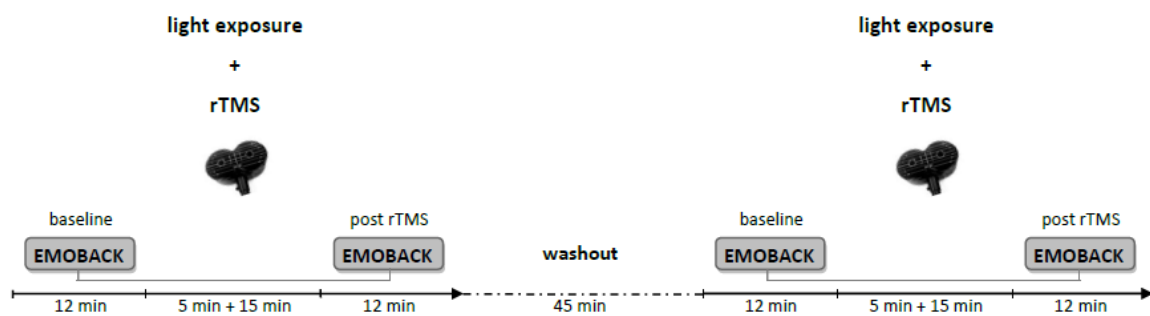 light exposure
+
rTMS
baseline
EMOBACK
post rTMS
EMOBACK
12 min
5 min + 15 min
12 min
washout
45 min
light exposure
+
rTMS
baseline
EMOBACK
post rTMS
EMOBACK
12 min
5 min + 15 min
12 min